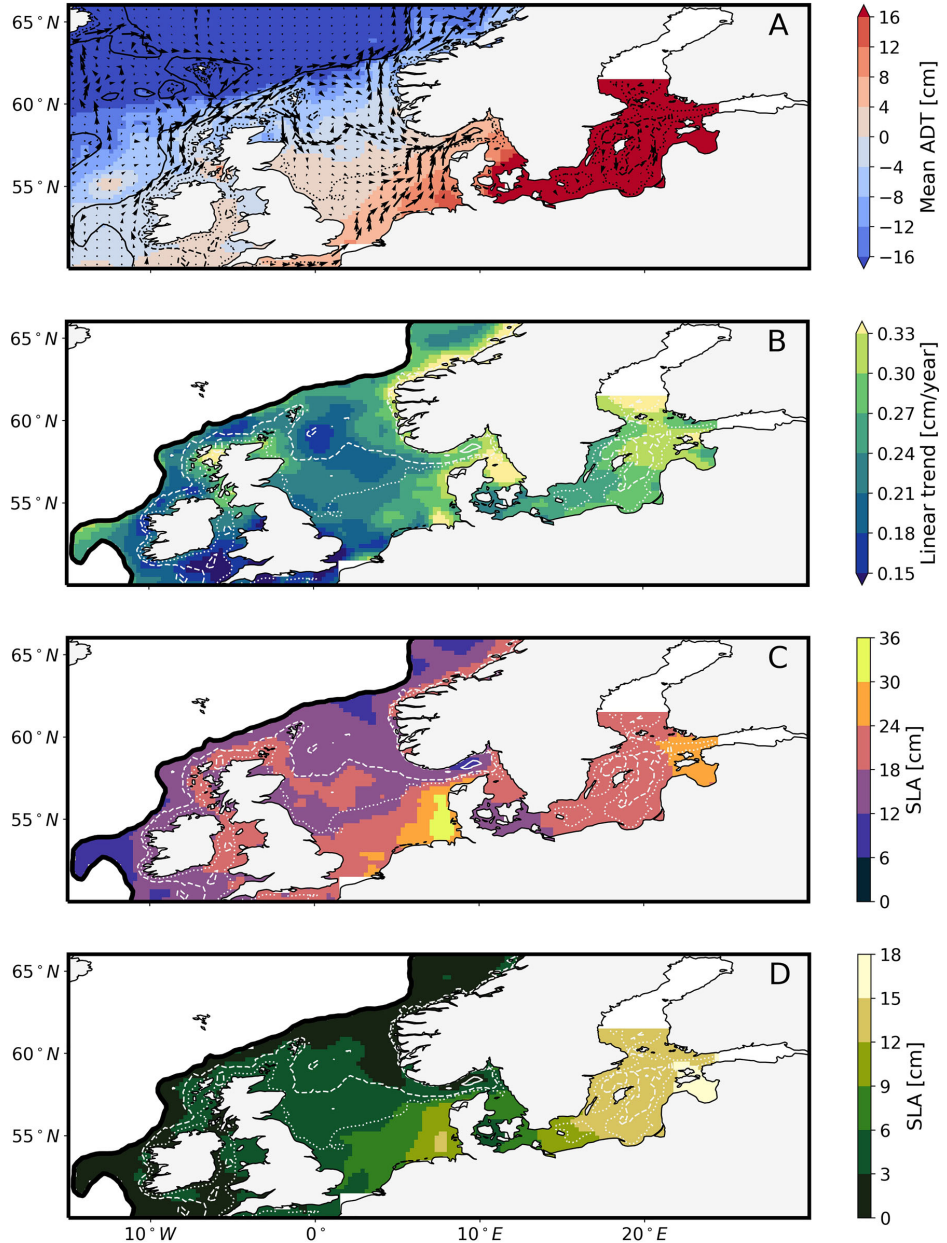 A
65° N
60° N
55° N
16
12
8
4
0
−4
−8
−12
−16
Mean ADT [cm]
B
65° N
60° N
55° N
0.33
0.30
0.27
0.24
0.21
0.18
0.15
Linear trend [cm/year]
C
65° N
60° N
55° N
36
30
24
18
12
6
0
SLA [cm]
D
65° N
60° N
55° N
18
15
12
9
6
3
0
SLA [cm]
10° W
0°
10° E
20° E